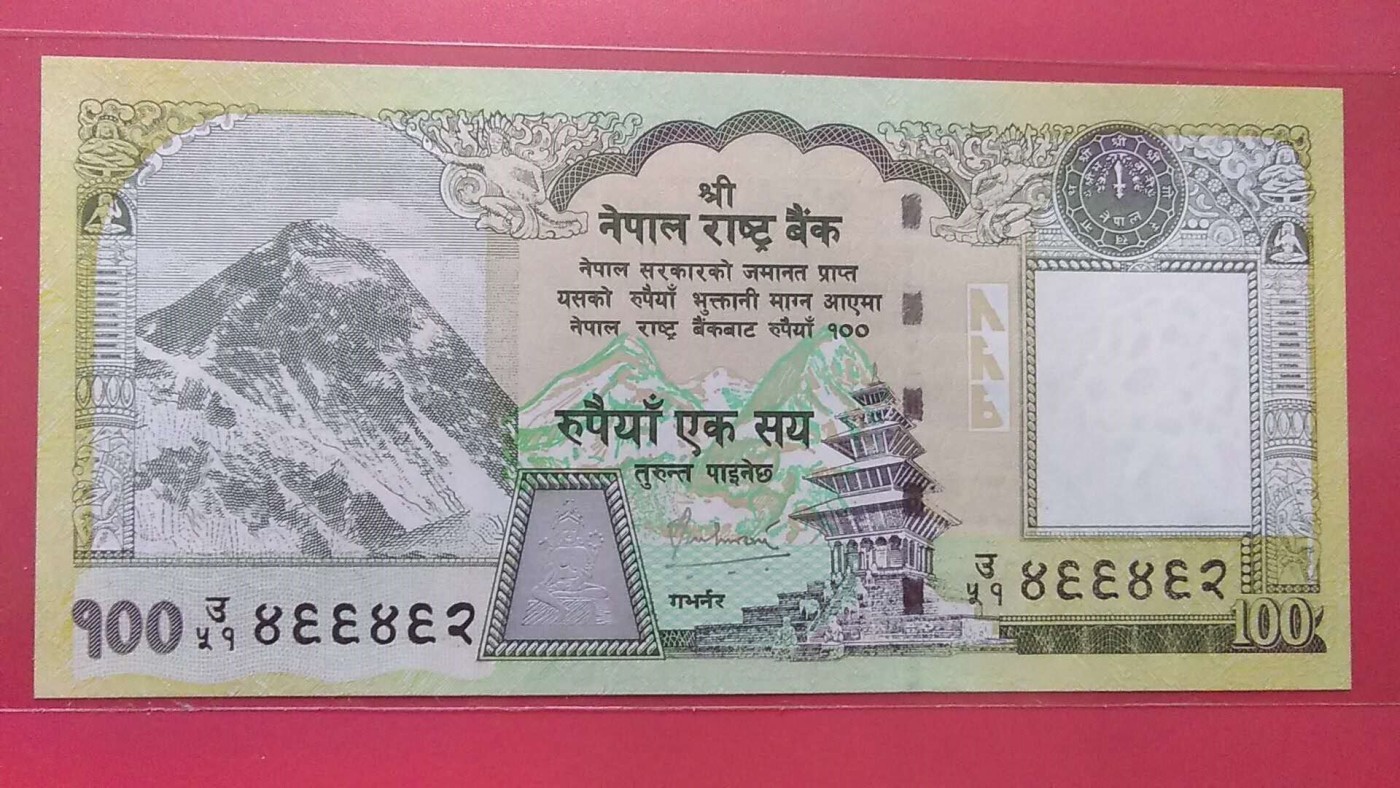 श्री
नेपाल राष्ट्र बैंक
नेपाल सरकारको जमानत प्राप्त
यसको रुपैयाँ भुक्तानी माग्न आएमा
नेपाल राष्ट्र बैंकबाट रुपैयाँ १००
रुपैयाँ एक सय
तुरुन्त पाइनेछ
गभर्नर
१०० उ ५१ ४६६४६२
उ ५१ ४६६४६२
100
नेपाल